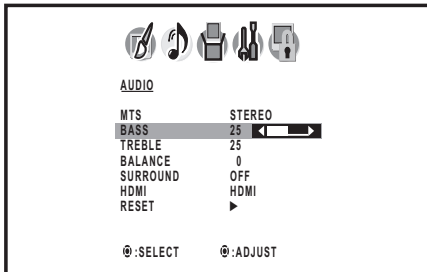 AUDIO
MTS STEREO
BASS 25
TREBLE 25
BALANCE 0
SURROUND OFF
HDMI HDMI
RESET
:SELECT :ADJUST